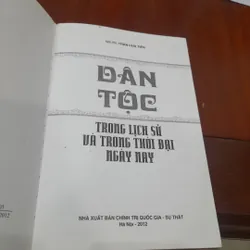 DÂN
TỘC
TRONG LỊCH SỬ
VÀ TRONG THỜI ĐẠI
NGÀY NAY
NHÀ XUẤT BẢN CHÍNH TRỊ QUỐC GIA - SỰ THẬT
Hà Nội - 2012